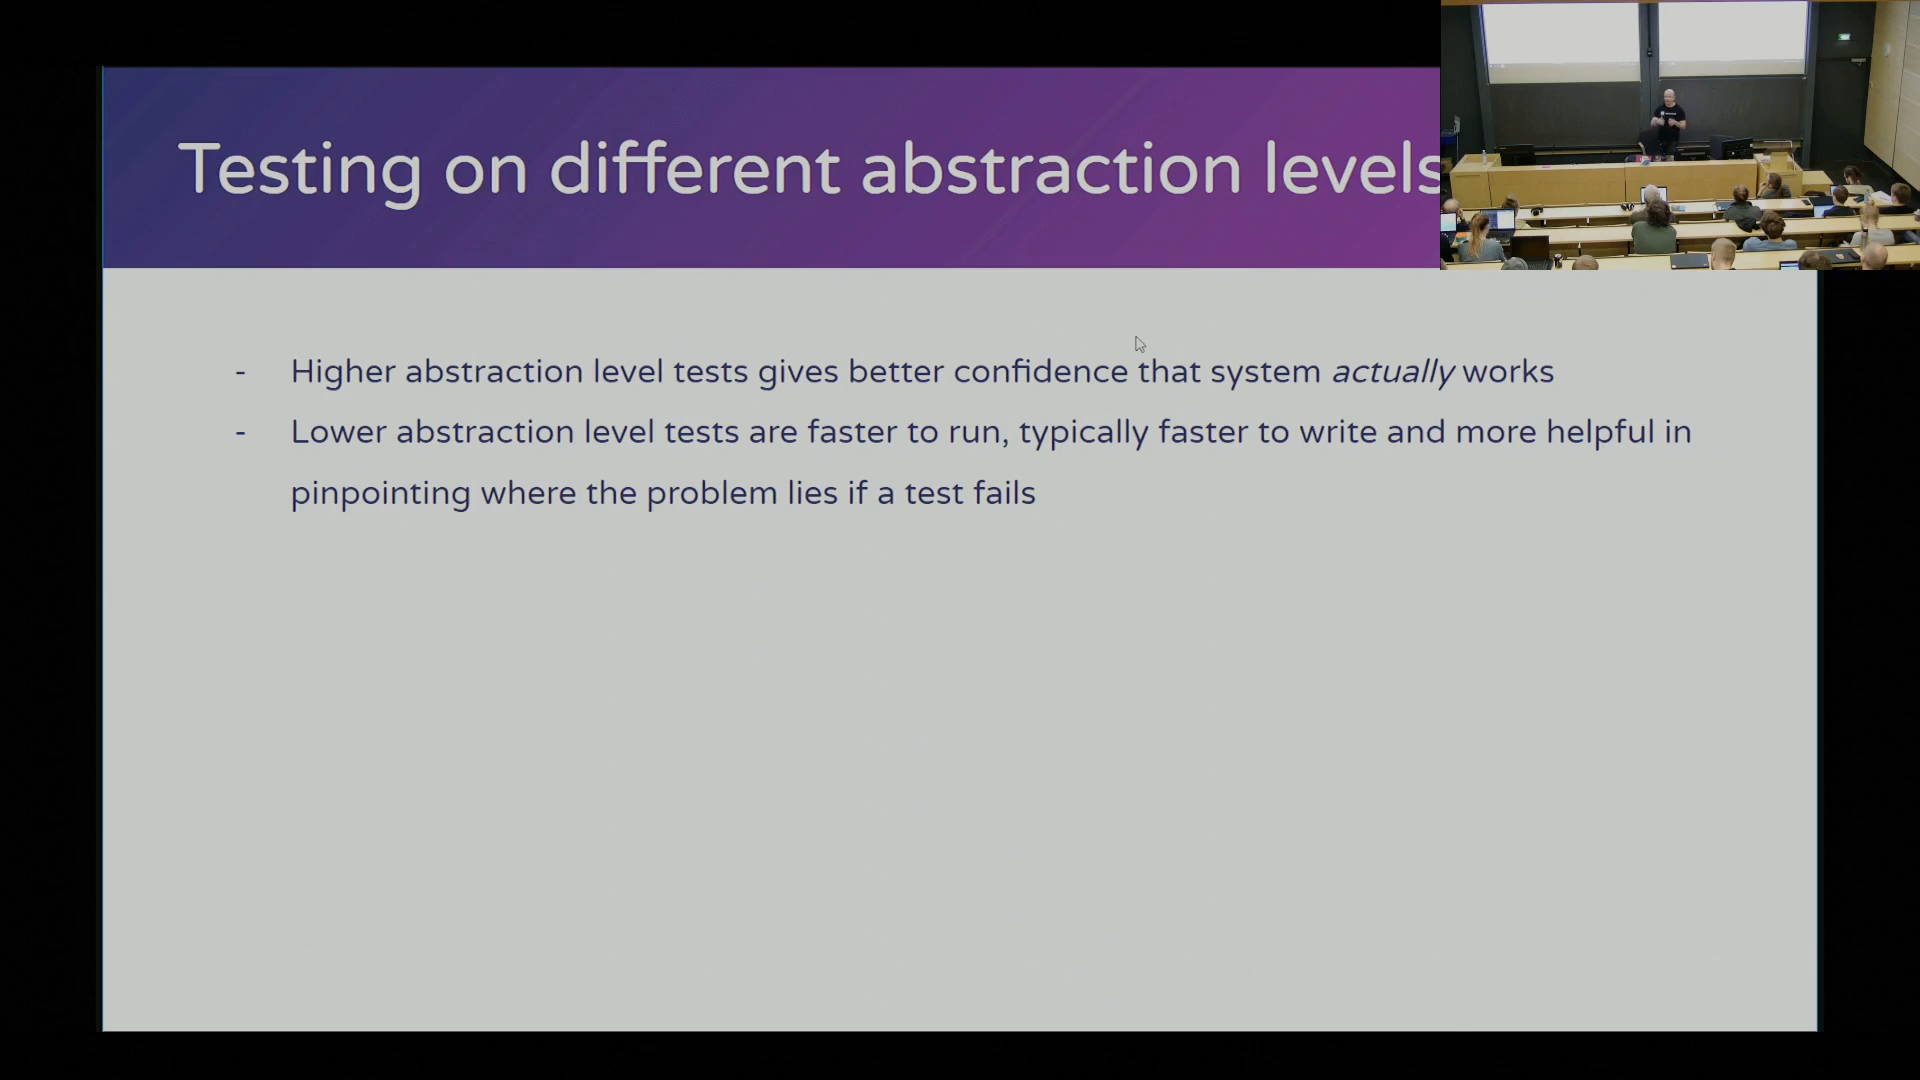 Testing on different abstraction levels
- Higher abstraction level tests gives better confidence that system actually works
- Lower abstraction level tests are faster to run, typically faster to write and more helpful in
pinpointing where the problem lies if a test fails